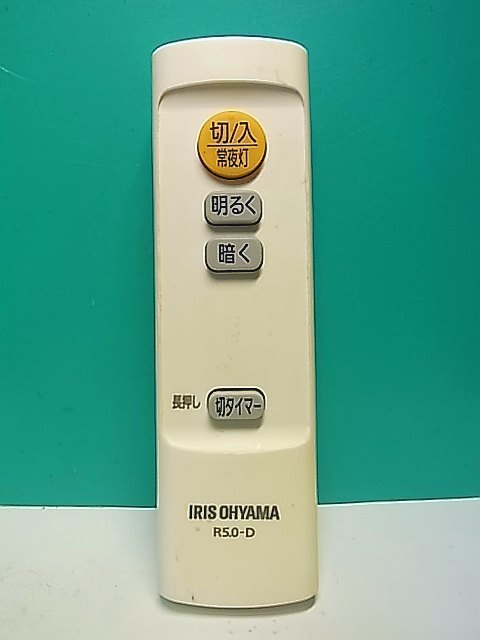 切/入
常夜灯
明るく
暗く
長押し 切タイマー
IRIS OHYAMA
R5.0-D